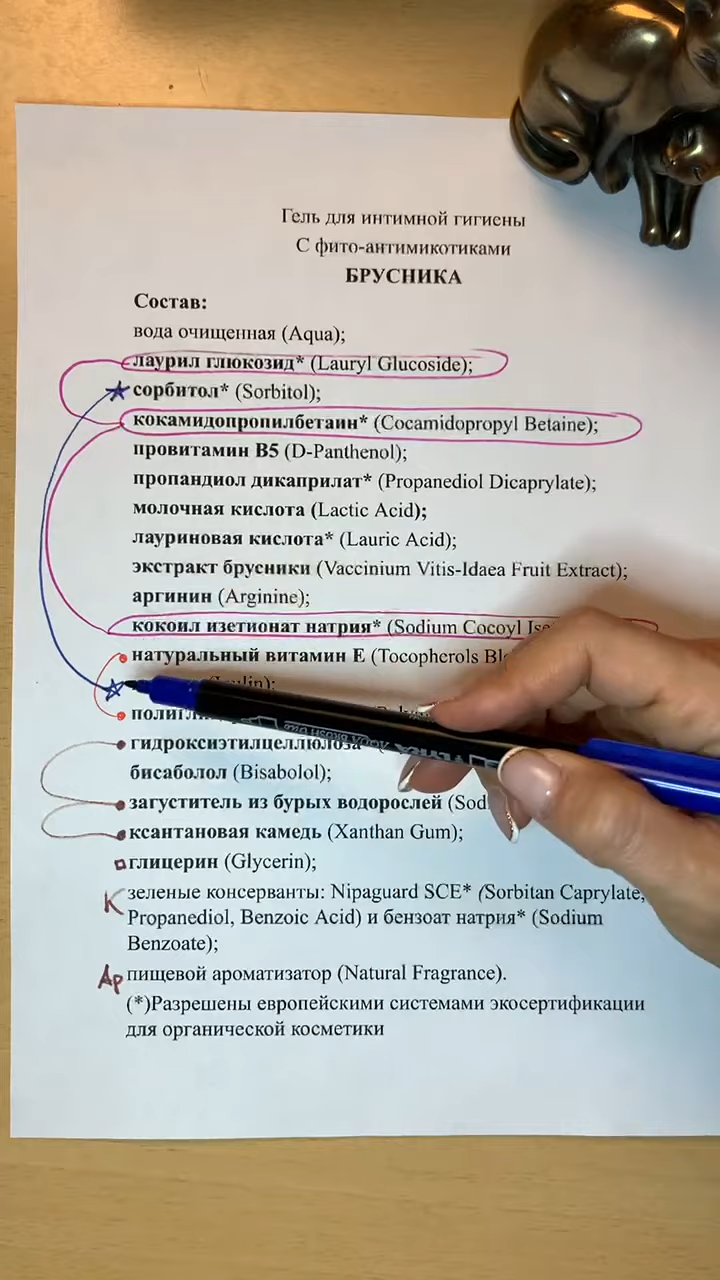 Гель для интимной гигиены
С фито-антимикотиками
БРУСНИКА
Состав:
вода очищенная (Aqua);
лаурил глюкозид* (Lauryl Glucoside);
сорбитол* (Sorbitol);
кокамидопропилбетаин* (Cocamidopropyl Betaine);
провитамин В5 (D-Panthenol);
пропандиол дикаприлат* (Propanediol Dicaprylate);
молочная кислота (Lactic Acid);
лауриновая кислота* (Lauric Acid);
экстракт брусники (Vaccinium Vitis-Idaea Fruit Extract);
аргинин (Arginine);
кокоил изетионат натрия* (Sodium Cocoyl
натуральный витамин Е (Tocopherols
гидроксиэтилцеллюлоза
бисаболол (Bisabolol);
загуститель из бурых водорослей
ксантановая камедь (Xanthan Gum);
глицерин (Glycerin);
К зеленые консерванты: Nipaguard SCE* (Sorbitan Caprylate,
Propanediol, Benzoic Acid) и бензоат натрия* (Sodium
Benzoate);
Ар пищевой ароматизатор (Natural Fragrance).
(*)Разрешены европейскими системами экосертификации
для органической косметики